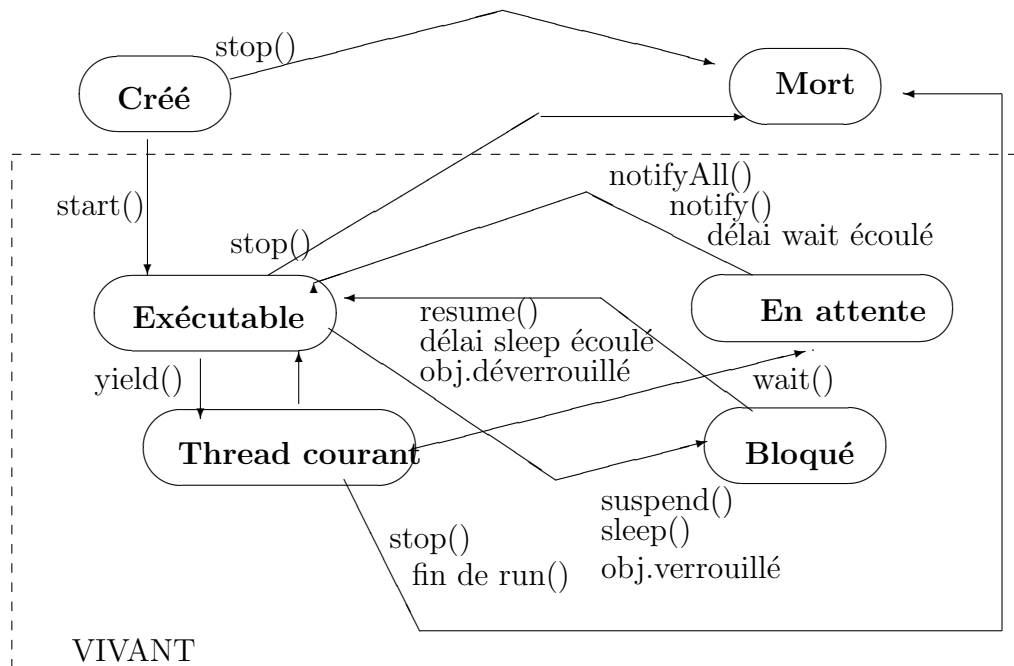 stop()
Créé
Mort
start()
notifyAll()
notify()
délai wait écoulé
stop()
Exécutable
resume()
délai sleep écoulé
obj.déverrouillé
En attente
yield()
wait()
Thread courant
Bloqué
suspend()
sleep()
obj.verrouillé
stop()
fin de run()
VIVANT